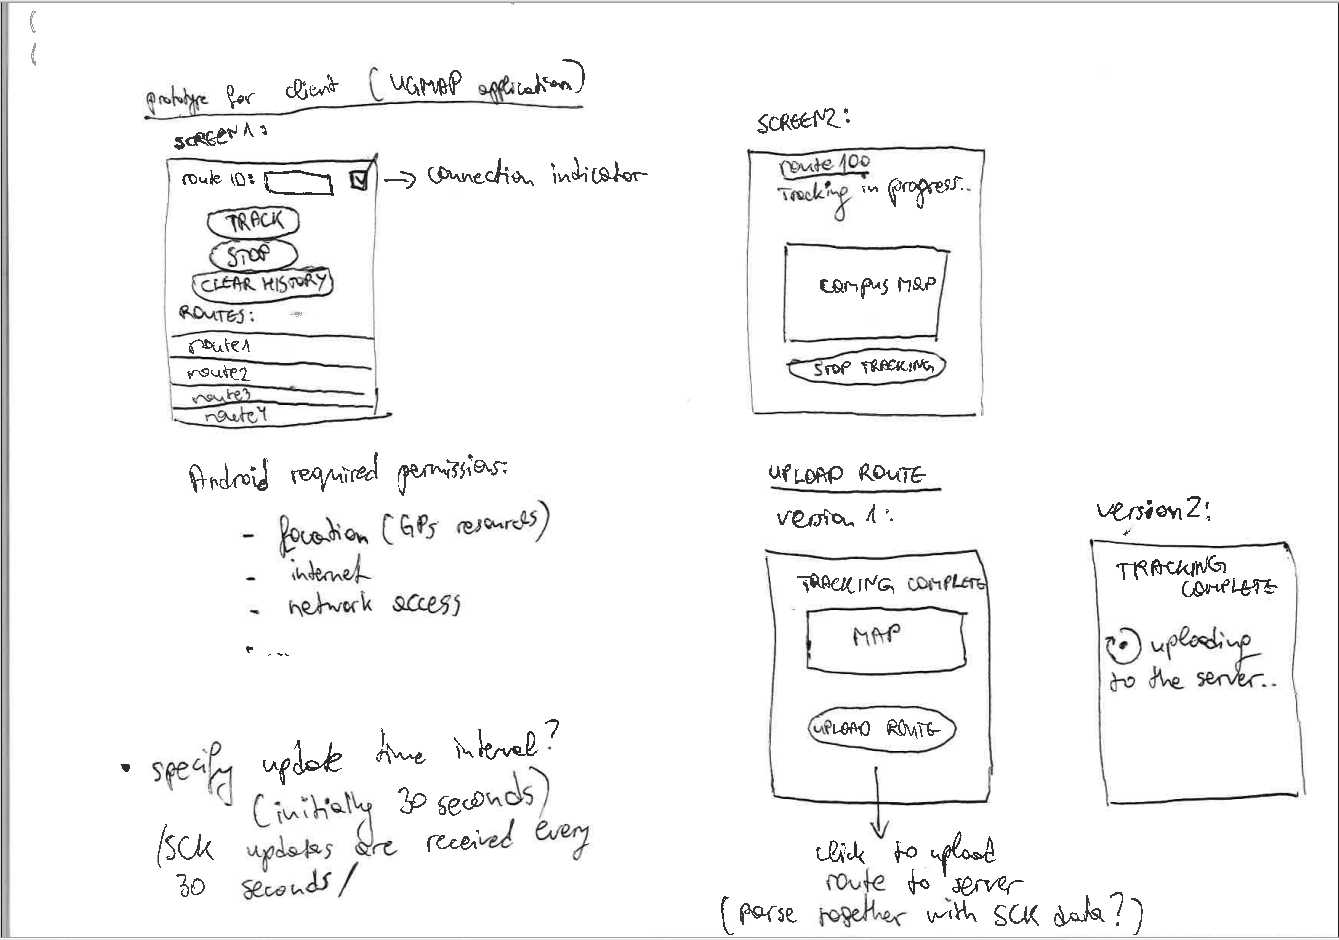 prototype for client (UGMAP application)
SCREEN1:
route ID:
→ connection indicator
TRACK
STOP
CLEAR HISTORY
ROUTES:
route1
route2
route3
route4
Android required permissions:
- location (GPS resources)
- internet
- network access
• ...
• specify update time interval?
(initially 30 seconds)
/SCK updates are received every
30 seconds/
SCREEN2:
route 100
Tracking in progress..
CAMPUS MAP
STOP TRACKING
UPLOAD ROUTE
version 1:
TRACKING COMPLETE
MAP
UPLOAD ROUTE
click to upload
route to server
(parse together with SCK data?)
version2:
TRACKING
COMPLETE
uploading
to the server..